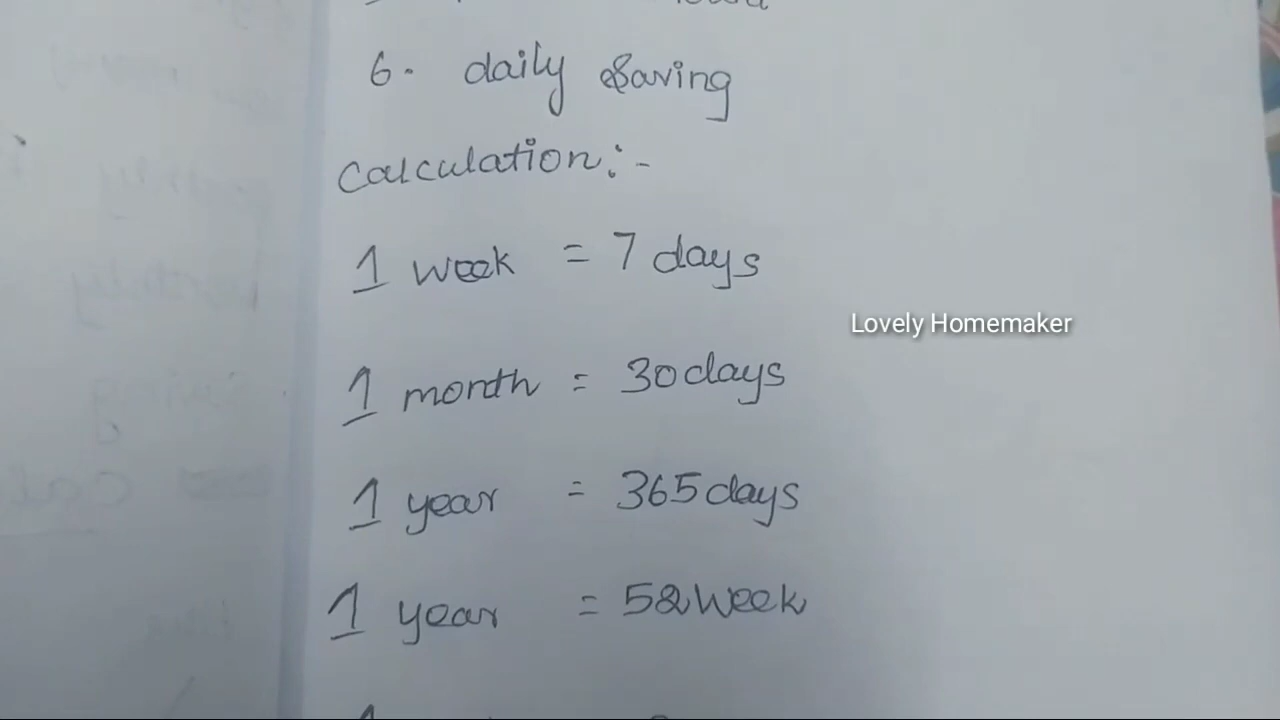 6. daily Saving
Calculation:-
1 week = 7 days
Lovely Homemaker
1 month = 30 days
1 year = 365 days
1 year = 52 week